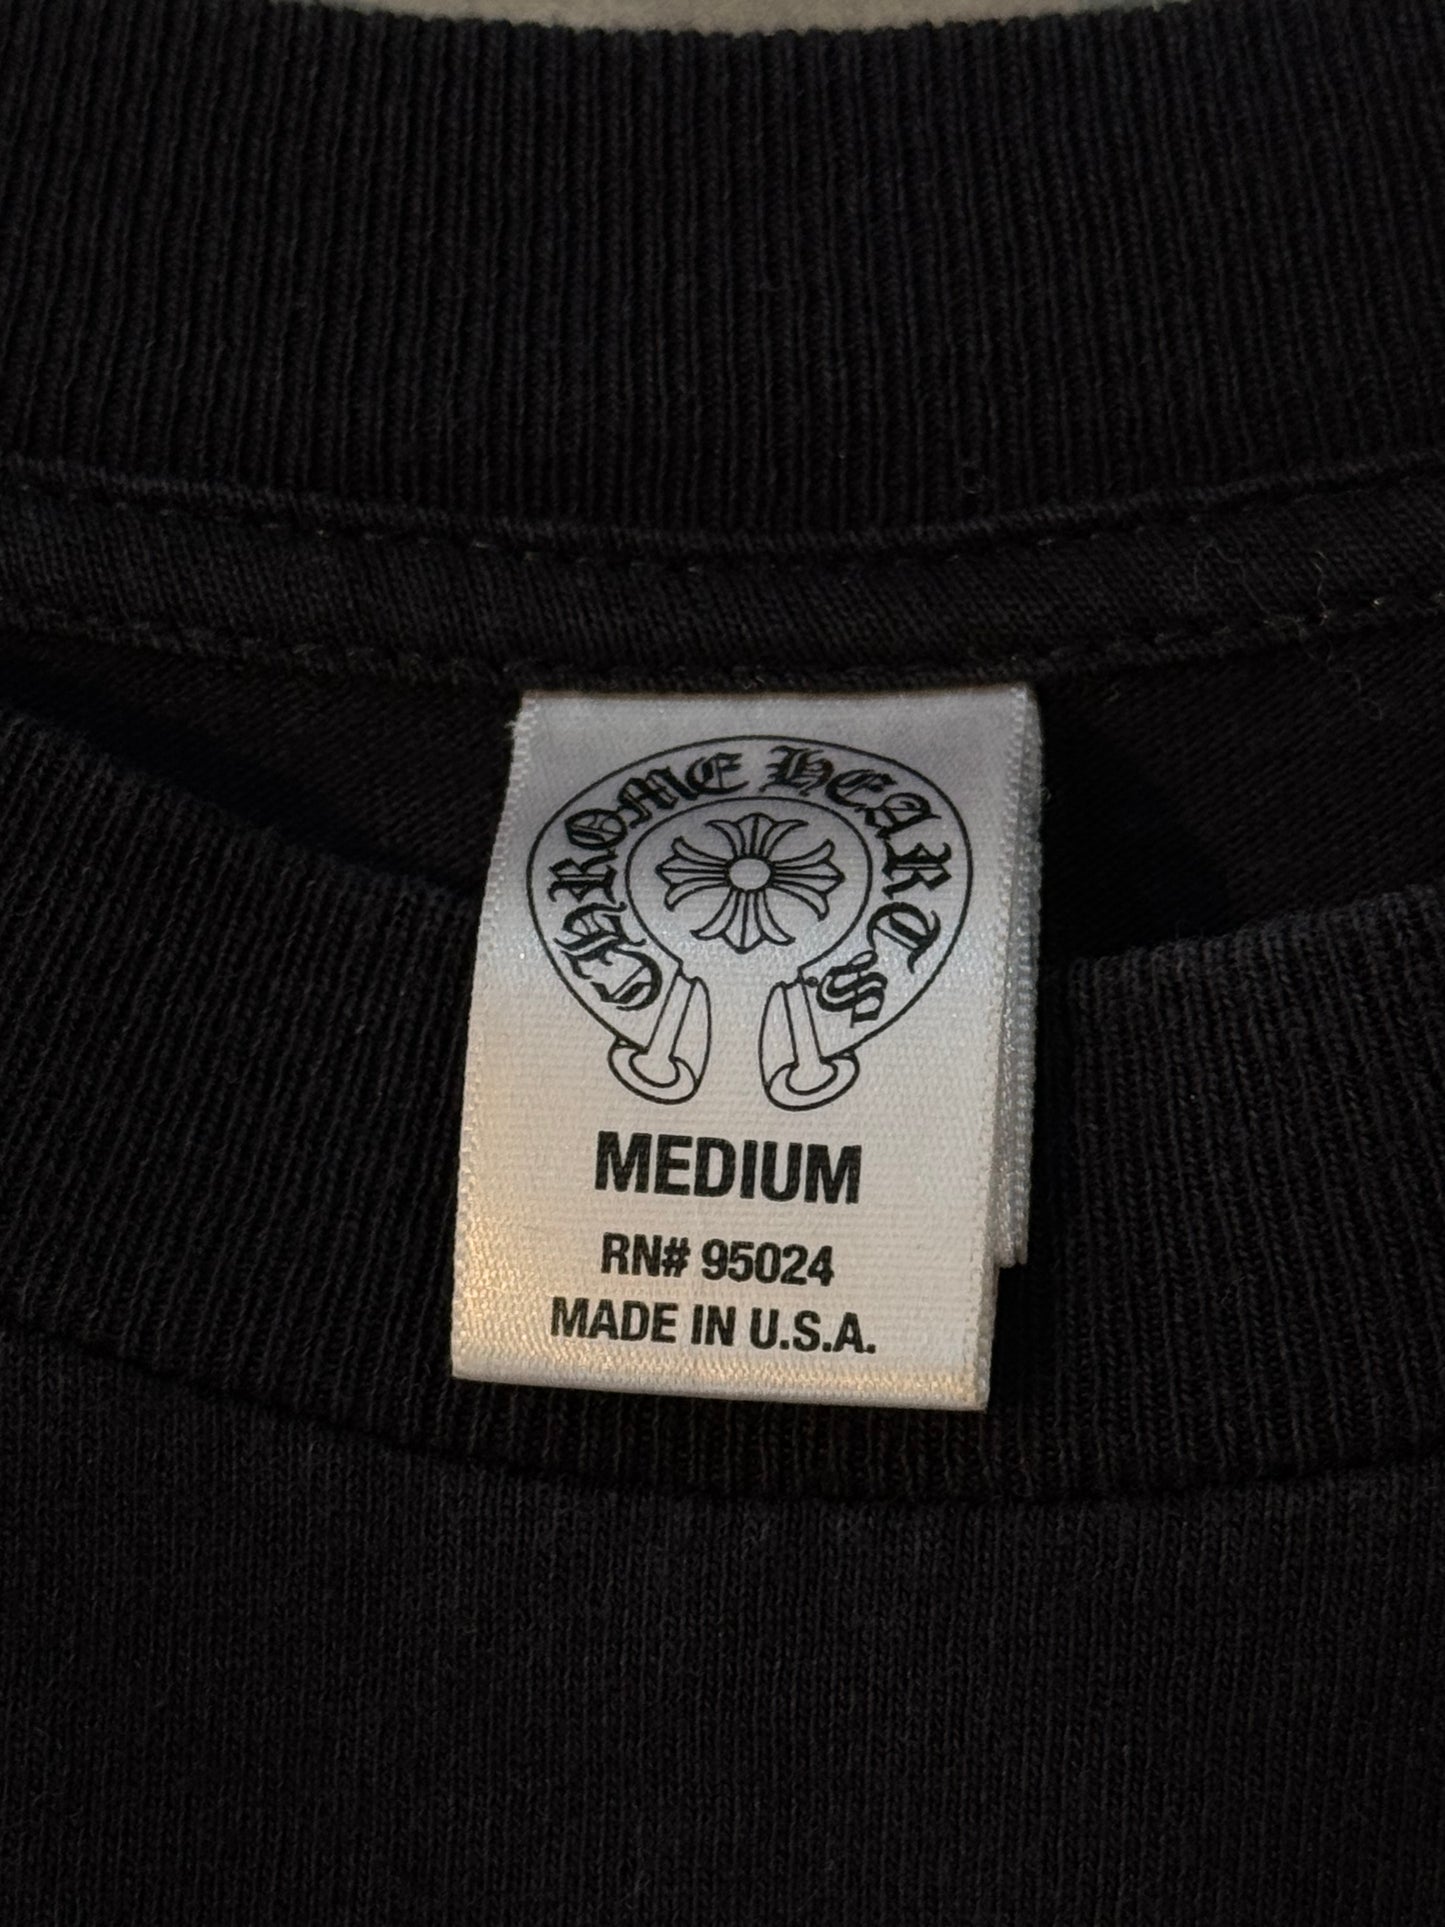 CHROME HEARTS
MEDIUM
RN# 95024
MADE IN U.S.A.